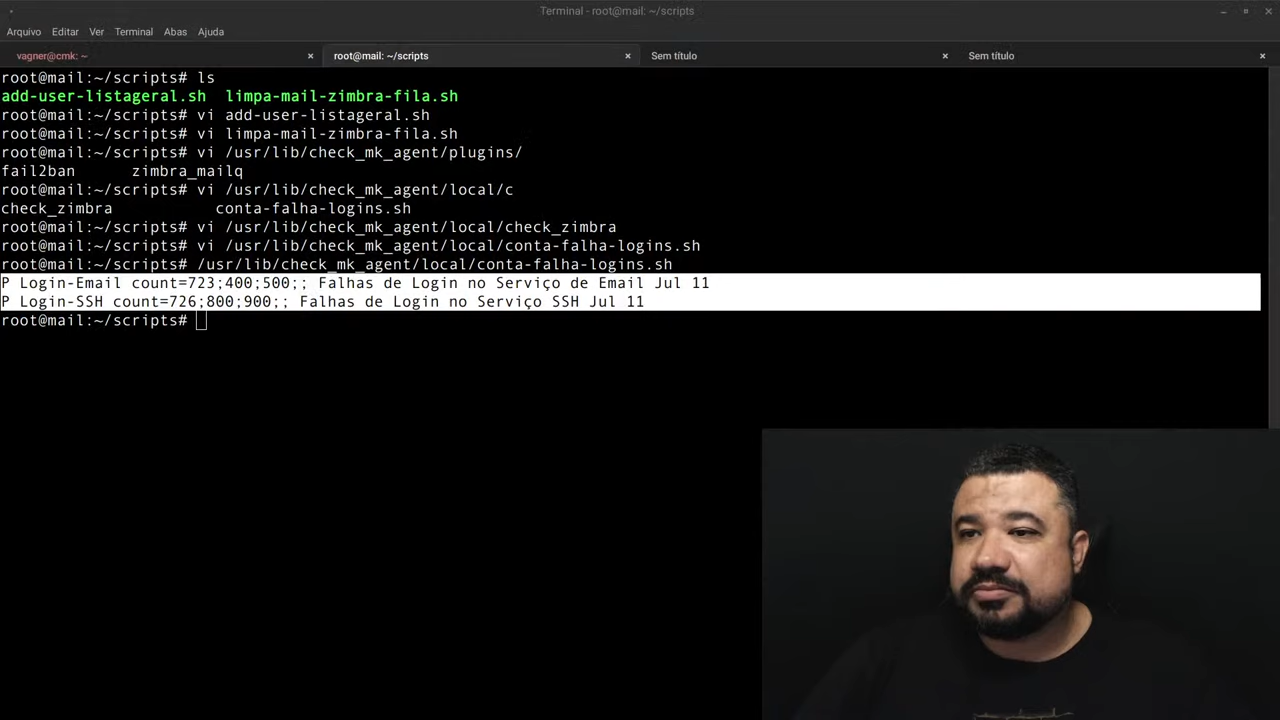 Terminal - root@mail: ~/scripts
Arquivo Editar Ver Terminal Abas Ajuda
vagner@cmk: ~ root@mail: ~/scripts Sem título Sem título
root@mail:~/scripts# ls
add-user-listageral.sh limpa-mail-zimbra-fila.sh
root@mail:~/scripts# vi add-user-listageral.sh
root@mail:~/scripts# vi limpa-mail-zimbra-fila.sh
root@mail:~/scripts# vi /usr/lib/check_mk_agent/plugins/
fail2ban zimbra_mailq
root@mail:~/scripts# vi /usr/lib/check_mk_agent/local/c
check_zimbra conta-falha-logins.sh
root@mail:~/scripts# vi /usr/lib/check_mk_agent/local/check_zimbra
root@mail:~/scripts# vi /usr/lib/check_mk_agent/local/conta-falha-logins.sh
root@mail:~/scripts# /usr/lib/check_mk_agent/local/conta-falha-logins.sh
P Login-Email count=723;400;500;; Falhas de Login no Serviço de Email Jul 11
P Login-SSH count=726;800;900;; Falhas de Login no Serviço SSH Jul 11
root@mail:~/scripts#